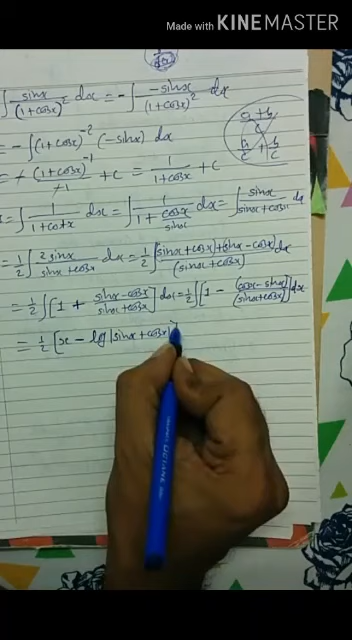 Made with KINEMASTER
∫ sinx/(1+cosx)² dx = -∫ -sinx/(1+cosx)² dx
= -∫(1+cosx)⁻² (-sinx) dx
= -(1+cosx)⁻¹/-1 + c = 1/(1+cosx) + c
a+b/c
a/c + b/c
= ∫ 1/(1+cotx) dx = ∫ 1/(1+cosx/sinx) dx = ∫ sinx/(sinx+cosx) dx
= 1/2 ∫ 2sinx/(sinx+cosx) dx = 1/2 ∫ (sinx+cosx)+(sinx-cosx)/(sinx+cosx) dx
= 1/2 ∫[1 + (sinx-cosx)/(sinx+cosx)] dx = 1/2 ∫[1 - (cosx-sinx)/(sinx+cosx)] dx
= 1/2 [x - lg|sinx+cosx|